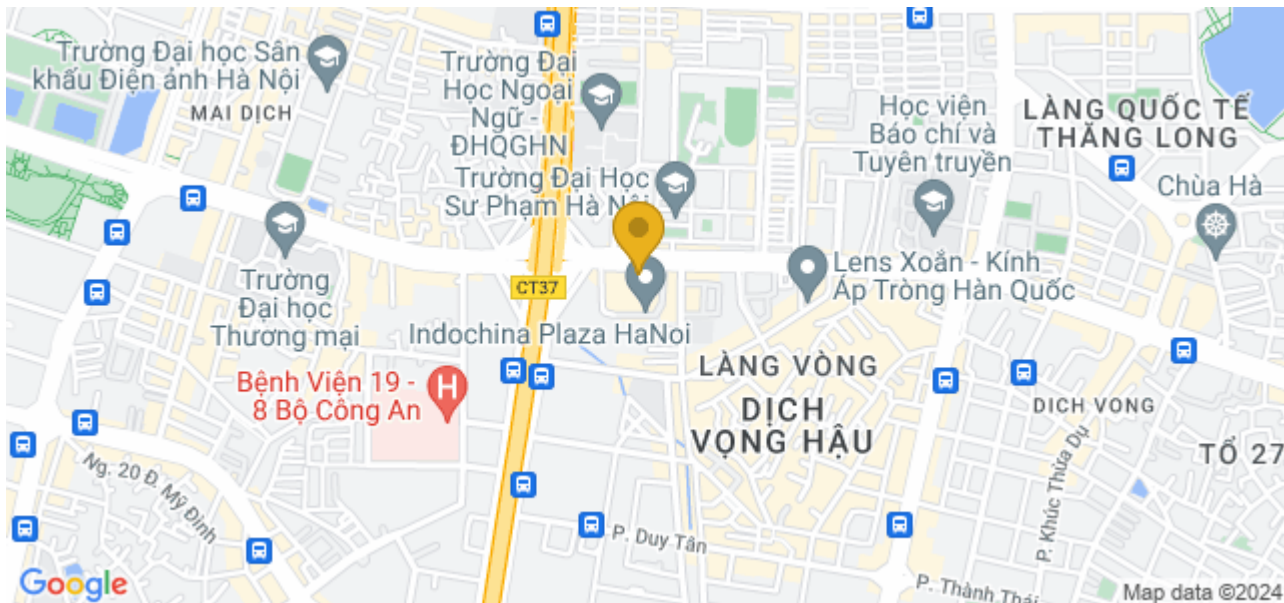 Trường Đại học Sân
khấu Điện ảnh Hà Nội
MAI DỊCH
Trường Đại
Học Ngoại
Ngữ -
ĐHQGHN
Trường Đại Học
Sư Phạm Hà Nội
Học viện
Báo chí và
Tuyên truyền
LÀNG QUỐC TẾ
THĂNG LONG
Chùa Hà
Trường
Đại học
Thương mại
CT37
Indochina Plaza HaNoi
Lens Xoắn - Kính
Áp Tròng Hàn Quốc
Bệnh Viện 19 -
8 Bộ Công An
H
LÀNG VÒNG
DỊCH
VỌNG HẬU
DICH VONG
TỔ 27
Ng. 20 Đ. Mỹ Đình
P. Duy Tân
P. Khúc Thừa Dụ
P. Thành Thái
Google
Map data ©2024